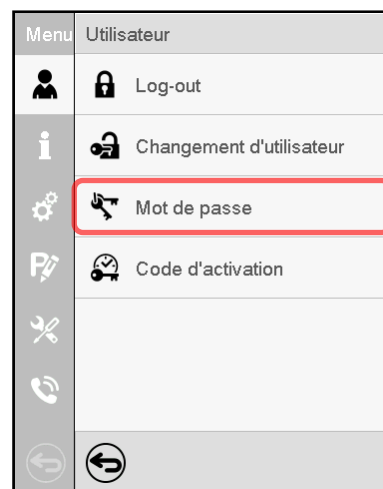 Menu
Utilisateur
Log-out
Changement d'utilisateur
Mot de passe
Code d'activation